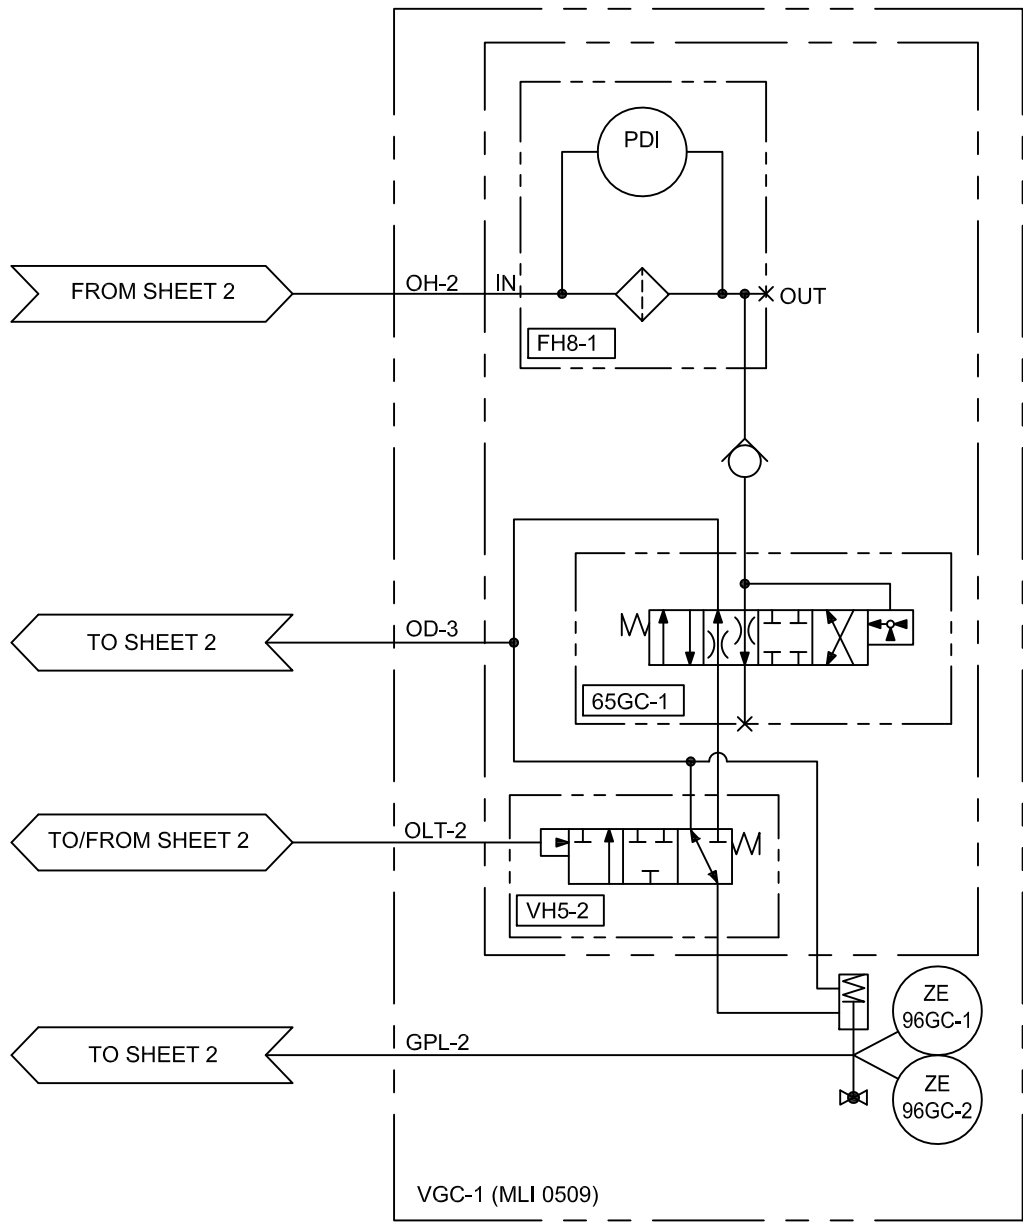 PDI
FROM SHEET 2
OH-2
IN
OUT
FH8-1
TO SHEET 2
OD-3
65GC-1
TO/FROM SHEET 2
OLT-2
VH5-2
ZE
96GC-1
TO SHEET 2
GPL-2
ZE
96GC-2
VGC-1 (MLI 0509)